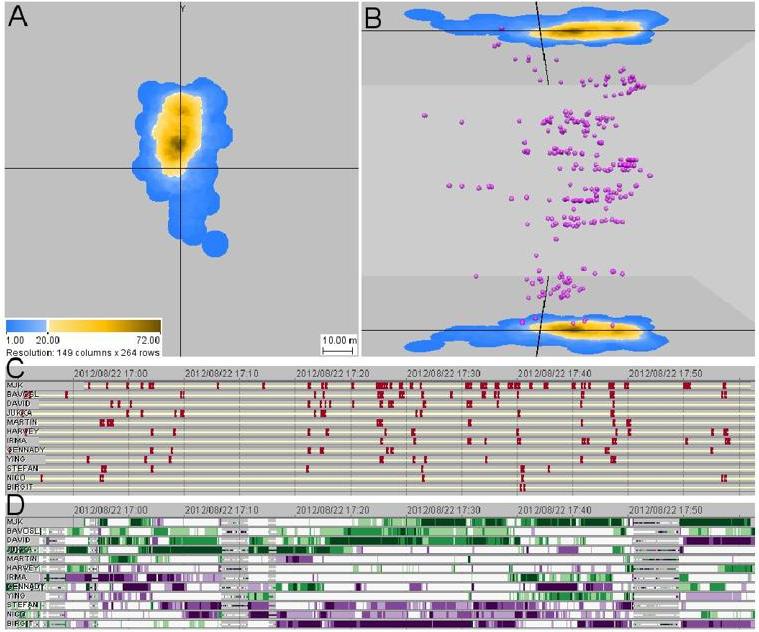 A
Y
1.00 20.00 72.00
Resolution: 149 columns x 264 rows
10.00 m
B
C
2012/08/22 17:00 2012/08/22 17:10 2012/08/22 17:20 2012/08/22 17:30 2012/08/22 17:40 2012/08/22 17:50
MJK
DAVID
JUKKA
MARTIN
HARVEY
IRMA
GENNADY
YING
STEFAN
NICO
BIRGIT
D
2012/08/22 17:00 2012/08/22 17:10 2012/08/22 17:20 2012/08/22 17:30 2012/08/22 17:40 2012/08/22 17:50
MJK
DAVID
JUKKA
MARTIN
HARVEY
IRMA
GENNADY
YING
STEFAN
NICO
BIRGIT